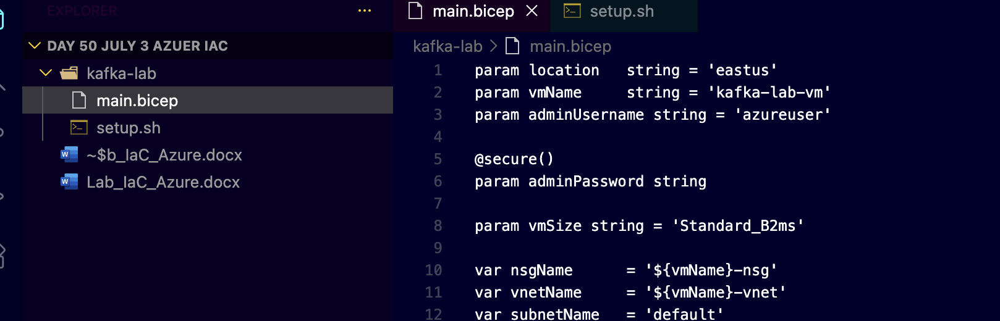 EXPLORER
···
DAY 50 JULY 3 AZUER IAC
kafka-lab
main.bicep
setup.sh
~$b_IaC_Azure.docx
Lab_IaC_Azure.docx
main.bicep
setup.sh
kafka-lab > main.bicep
1 param location   string = 'eastus'
2 param vmName     string = 'kafka-lab-vm'
3 param adminUsername string = 'azureuser'
4
5 @secure()
6 param adminPassword string
7
8 param vmSize string = 'Standard_B2ms'
9
10 var nsgName      = '${vmName}-nsg'
11 var vnetName     = '${vmName}-vnet'
12 var subnetName   = 'default'